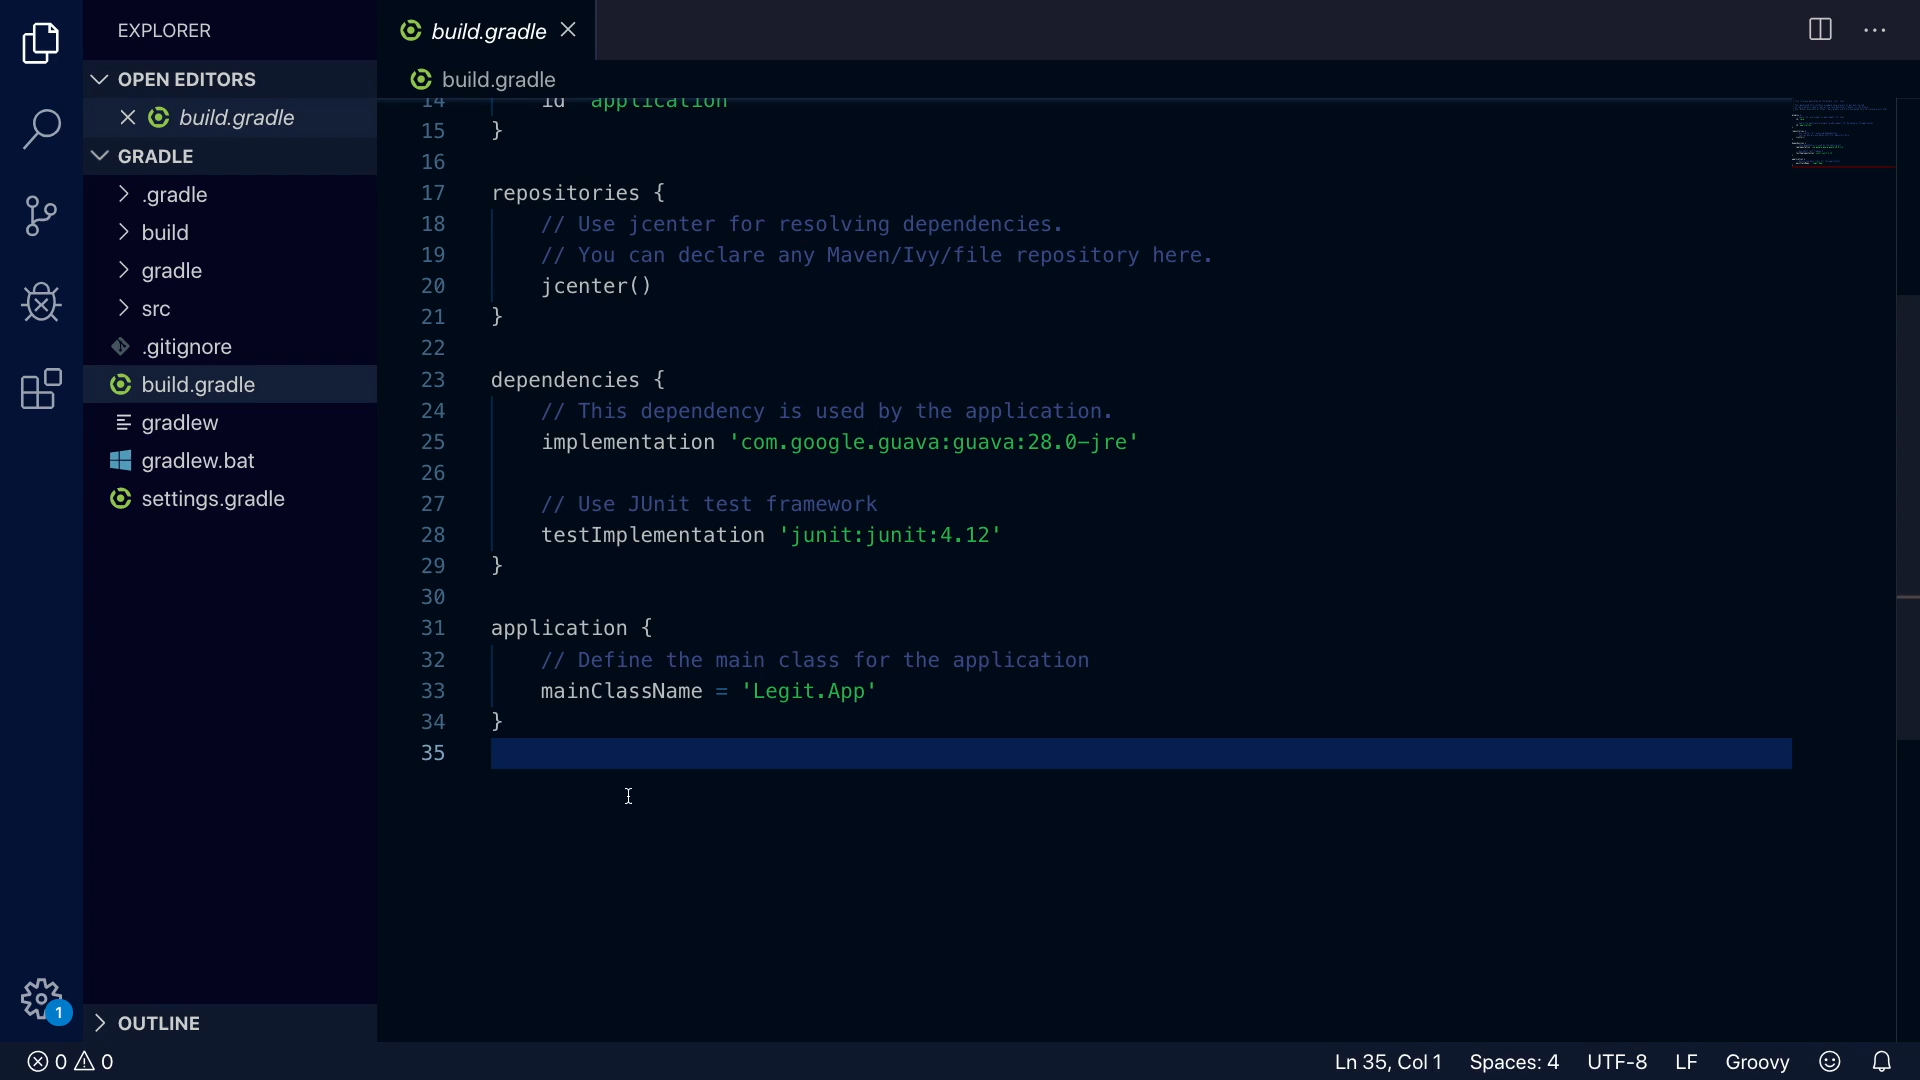 EXPLORER
OPEN EDITORS
build.gradle
GRADLE
.gradle
build
gradle
src
.gitignore
build.gradle
gradlew
gradlew.bat
settings.gradle
OUTLINE
build.gradle
build.gradle
14 id 'application'
15 }
16
17 repositories {
18 // Use jcenter for resolving dependencies.
19 // You can declare any Maven/Ivy/file repository here.
20 jcenter()
21 }
22
23 dependencies {
24 // This dependency is used by the application.
25 implementation 'com.google.guava:guava:28.0-jre'
26
27 // Use JUnit test framework
28 testImplementation 'junit:junit:4.12'
29 }
30
31 application {
32 // Define the main class for the application
33 mainClassName = 'Legit.App'
34 }
35
1
0 0 Ln 35, Col 1 Spaces: 4 UTF-8 LF Groovy